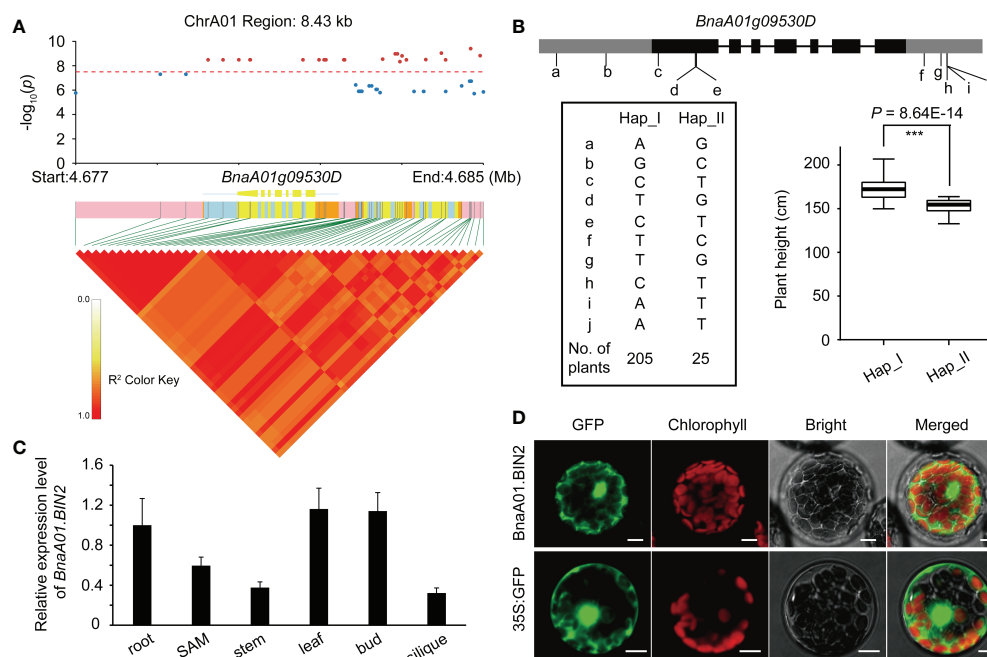 A
ChrA01 Region: 8.43 kb
-log10(p)
10
8
6
4
2
0
Start:4.677 BnaA01g09530D End:4.685 (Mb)
0.0
R² Color Key
1.0
B
BnaA01g09530D
a b c d e f g h i
Hap_I Hap_II
a A G
b G C
c C T
d T G
e C T
f T C
g T G
h C T
i A T
j A T
No. of plants 205 25
P = 8.64E-14
***
Plant height (cm)
200
150
100
50
0
Hap_I Hap_II
C
Relative expression level
of BnaA01.BIN2
1.6
1.2
0.8
0.4
0
root SAM stem leaf bud silique
D
GFP Chlorophyll Bright Merged
BnaA01.BIN2
35S:GFP